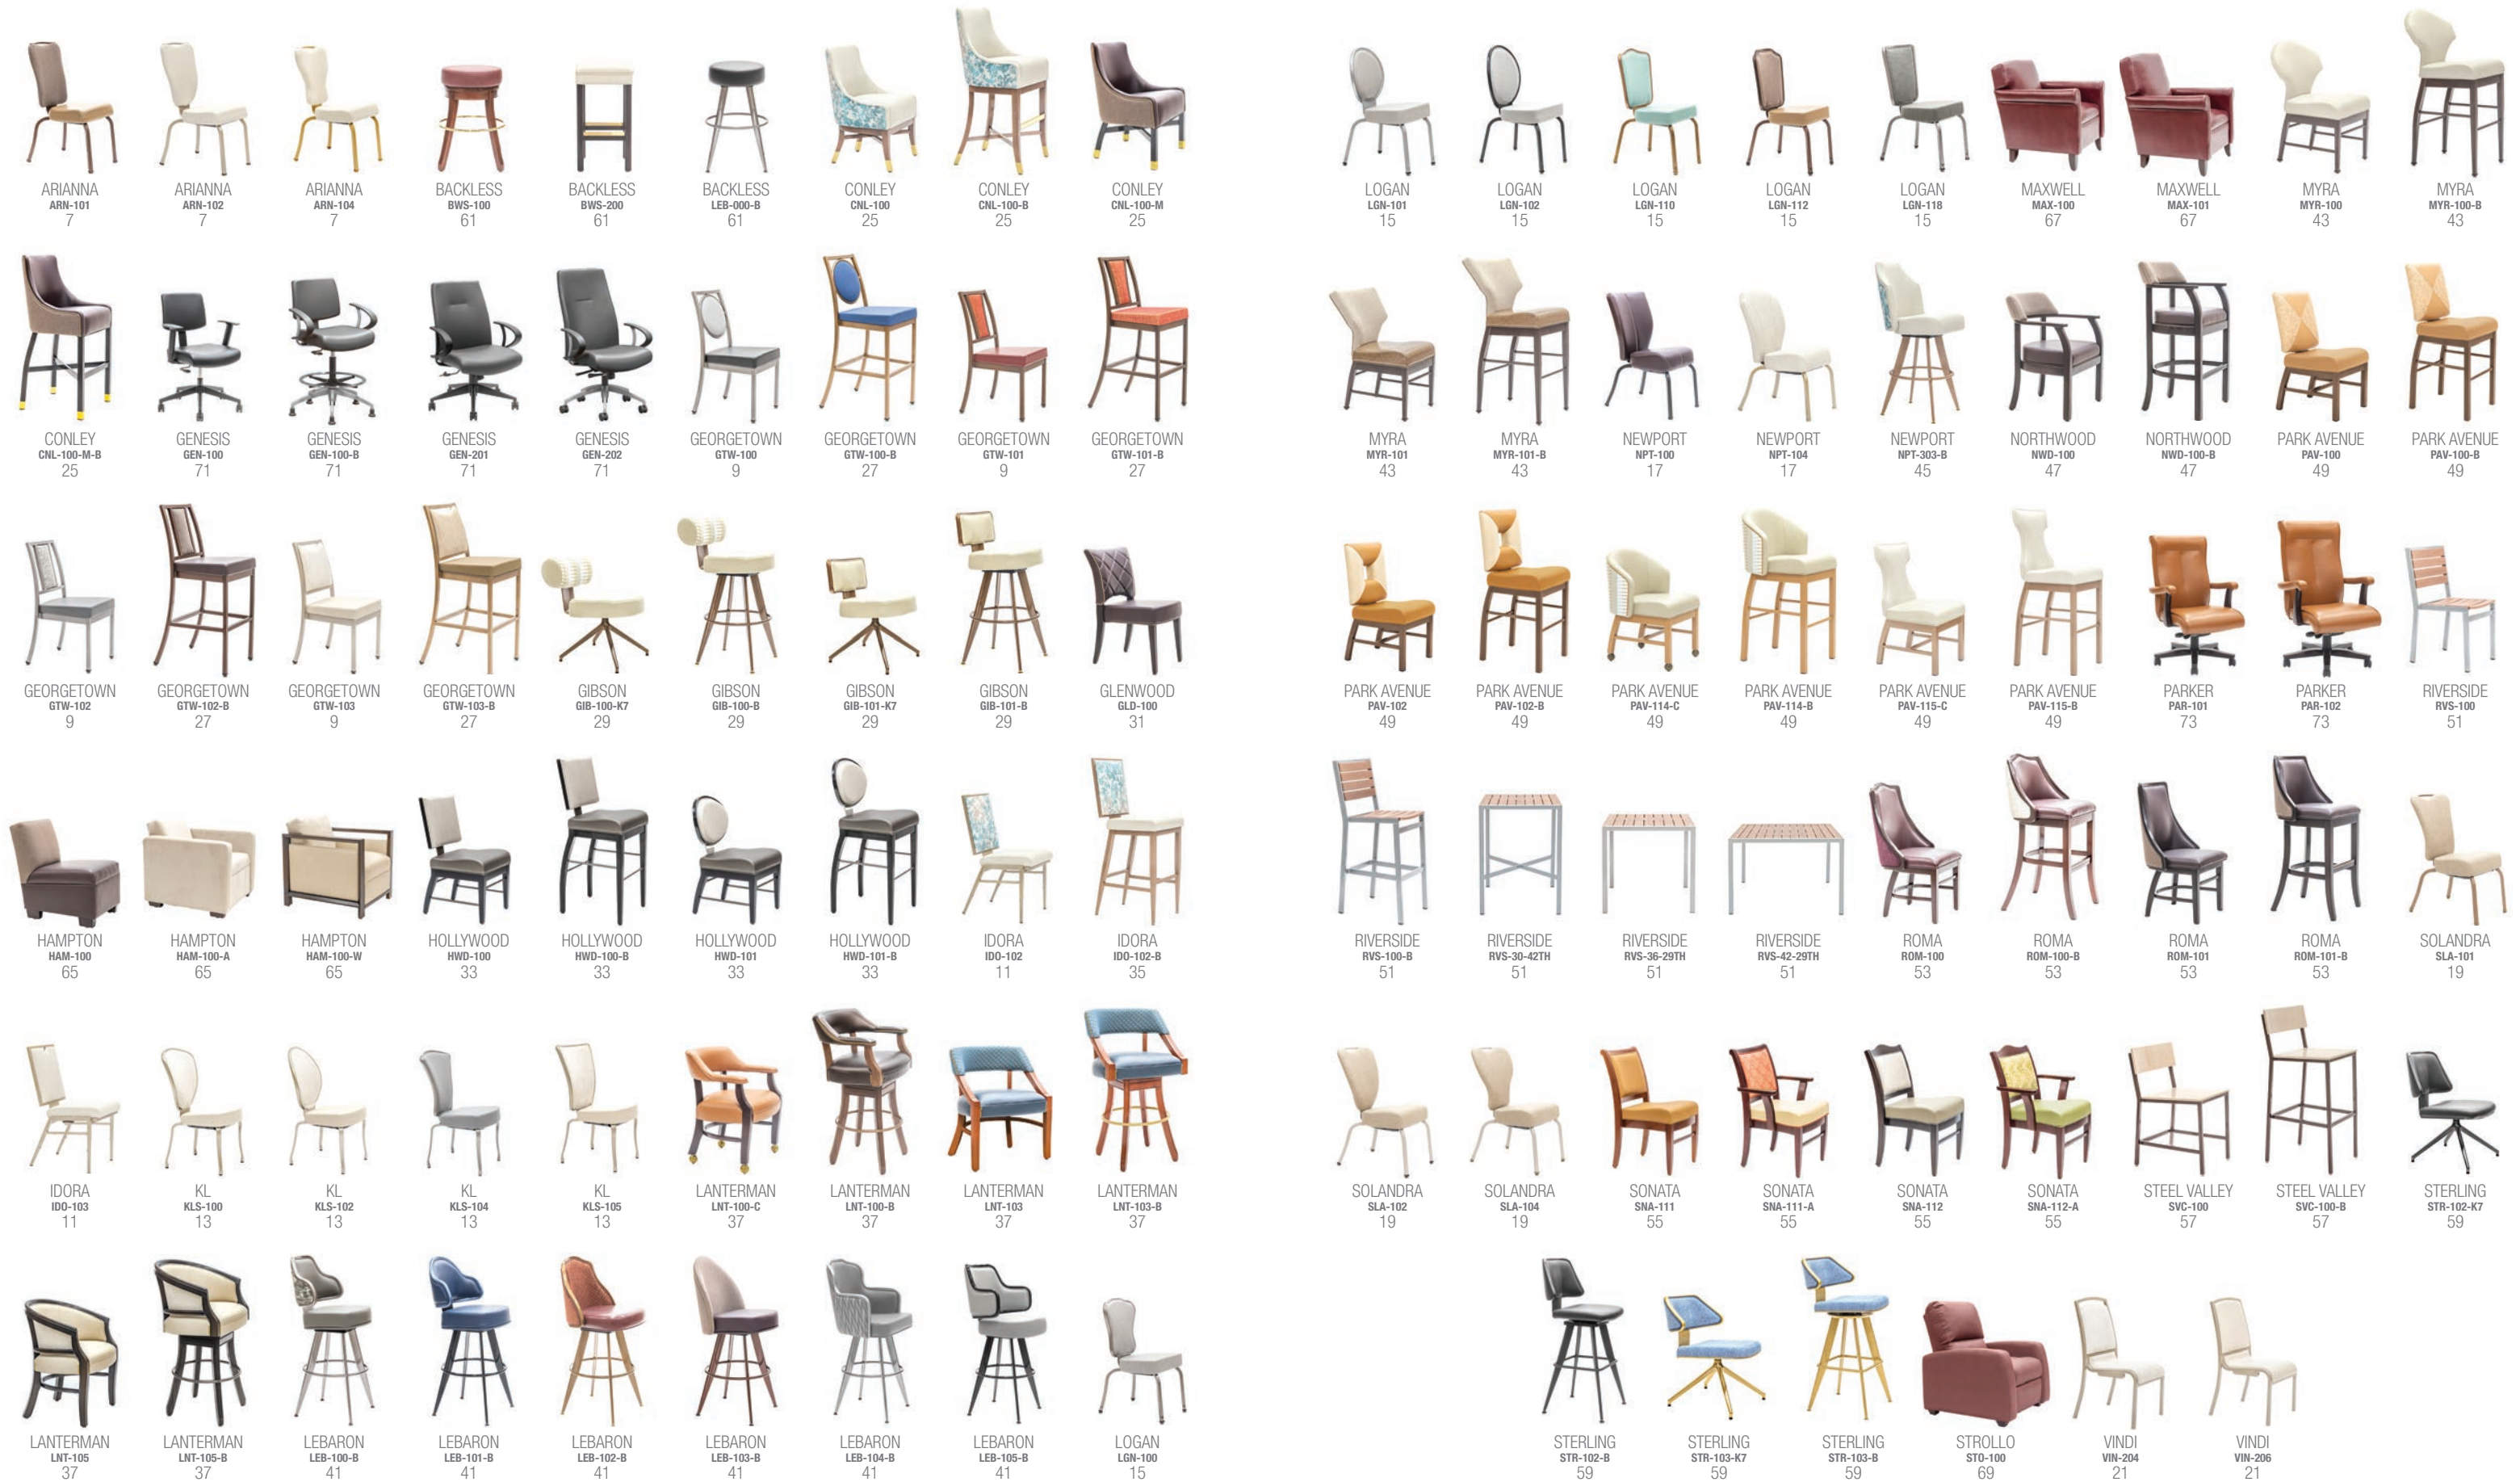 ARIANNA
ARN-101
7
ARIANNA
ARN-102
7
ARIANNA
ARN-104
7
BACKLESS
BWS-100
61
BACKLESS
BWS-200
61
BACKLESS
LEB-000-B
61
CONLEY
CNL-100
25
CONLEY
CNL-100-B
25
CONLEY
CNL-100-M
25
CONLEY
CNL-100-M-B
25
GENESIS
GEN-100
71
GENESIS
GEN-100-B
71
GENESIS
GEN-201
71
GENESIS
GEN-202
71
GEORGETOWN
GTW-100
9
GEORGETOWN
GTW-100-B
27
GEORGETOWN
GTW-101
9
GEORGETOWN
GTW-101-B
27
GEORGETOWN
GTW-102
9
GEORGETOWN
GTW-102-B
27
GEORGETOWN
GTW-103
9
GEORGETOWN
GTW-103-B
27
GIBSON
GIB-100-K7
29
GIBSON
GIB-100-B
29
GIBSON
GIB-101-K7
29
GIBSON
GIB-101-B
29
GLENWOOD
GLD-100
31
HAMPTON
HAM-100
65
HAMPTON
HAM-100-A
65
HAMPTON
HAM-100-W
65
HOLLYWOOD
HWD-100
33
HOLLYWOOD
HWD-100-B
33
HOLLYWOOD
HWD-101
33
HOLLYWOOD
HWD-101-B
33
IDORA
IDO-102
11
IDORA
IDO-102-B
35
IDORA
IDO-103
11
KL
KLS-100
13
KL
KLS-102
13
KL
KLS-104
13
KL
KLS-105
13
LANTERMAN
LNT-100-C
37
LANTERMAN
LNT-100-B
37
LANTERMAN
LNT-103
37
LANTERMAN
LNT-103-B
37
LANTERMAN
LNT-105
37
LANTERMAN
LNT-105-B
37
LEBARON
LEB-100-B
41
LEBARON
LEB-101-B
41
LEBARON
LEB-102-B
41
LEBARON
LEB-103-B
41
LEBARON
LEB-104-B
41
LEBARON
LEB-105-B
41
LOGAN
LGN-100
15
LOGAN
LGN-101
15
LOGAN
LGN-102
15
LOGAN
LGN-110
15
LOGAN
LGN-112
15
LOGAN
LGN-118
15
MAXWELL
MAX-100
67
MAXWELL
MAX-101
67
MYRA
MYR-100
43
MYRA
MYR-100-B
43
MYRA
MYR-101
43
MYRA
MYR-101-B
43
NEWPORT
NPT-100
17
NEWPORT
NPT-104
17
NEWPORT
NPT-303-B
45
NORTHWOOD
NWD-100
47
NORTHWOOD
NWD-100-B
47
PARK AVENUE
PAV-100
49
PARK AVENUE
PAV-100-B
49
PARK AVENUE
PAV-102
49
PARK AVENUE
PAV-102-B
49
PARK AVENUE
PAV-114-C
49
PARK AVENUE
PAV-114-B
49
PARK AVENUE
PAV-115-C
49
PARK AVENUE
PAV-115-B
49
PARKER
PAR-101
73
PARKER
PAR-102
73
RIVERSIDE
RVS-100
51
RIVERSIDE
RVS-100-B
51
RIVERSIDE
RVS-30-42TH
51
RIVERSIDE
RVS-36-29TH
51
RIVERSIDE
RVS-42-29TH
51
ROMA
ROM-100
53
ROMA
ROM-100-B
53
ROMA
ROM-101
53
ROMA
ROM-101-B
53
SOLANDRA
SLA-101
19
SOLANDRA
SLA-102
19
SOLANDRA
SLA-104
19
SONATA
SNA-111
55
SONATA
SNA-111-A
55
SONATA
SNA-112
55
SONATA
SNA-112-A
55
STEEL VALLEY
SVC-100
57
STEEL VALLEY
SVC-100-B
57
STERLING
STR-102-K7
59
STERLING
STR-102-B
59
STERLING
STR-103-K7
59
STERLING
STR-103-B
59
STROLLO
STO-100
69
VINDI
VIN-204
21
VINDI
VIN-206
21